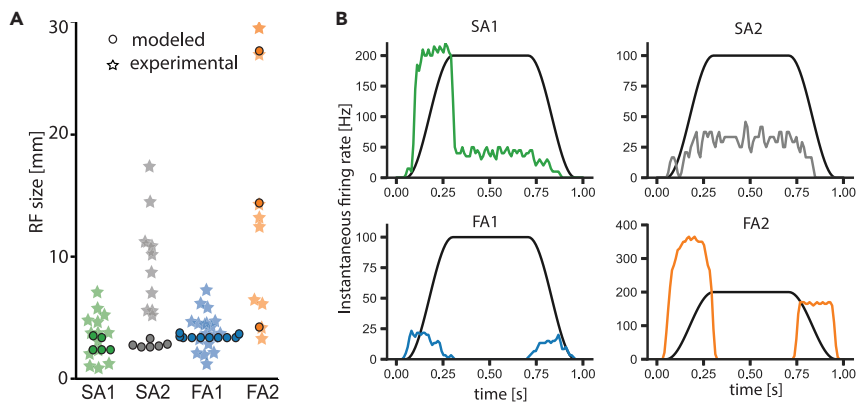 A
RF size [mm]
30
20
10
0
modeled
experimental
SA1 SA2 FA1 FA2
B
Instantaneous firing rate [Hz]
SA1
200
150
100
50
0
0.00 0.25 0.50 0.75 1.00
SA2
100
75
50
25
0
0.00 0.25 0.50 0.75 1.00
FA1
100
75
50
25
0
0.00 0.25 0.50 0.75 1.00
time [s]
FA2
400
300
200
100
0
0.00 0.25 0.50 0.75 1.00
time [s]